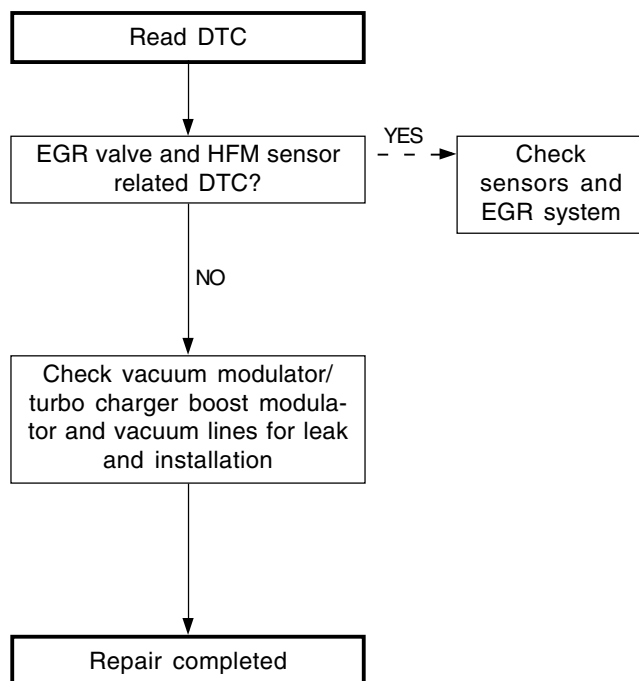 Read DTC
EGR valve and HFM sensor
related DTC?
YES
Check
sensors and
EGR system
NO
Check vacuum modulator/
turbo charger boost modula-
tor and vacuum lines for leak
and installation
Repair completed